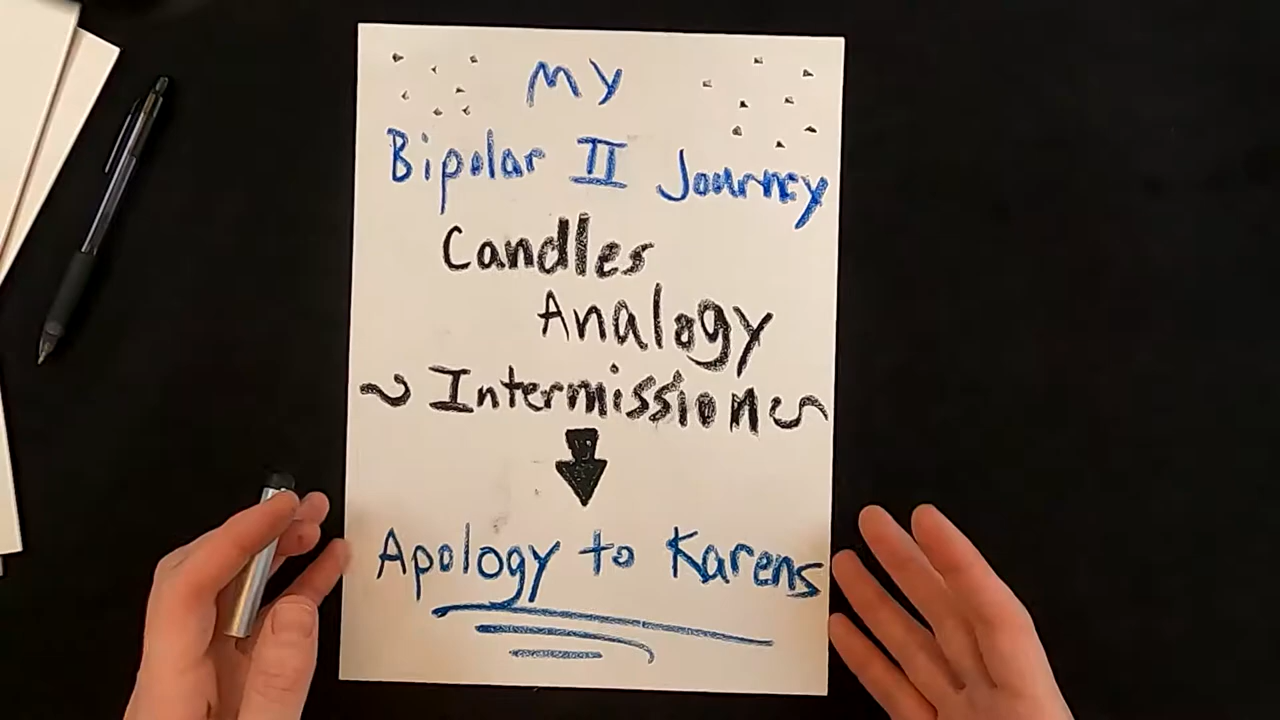 My
Bipolar II Journey
Candles
Analogy
~ Intermission ~
Apology to Karens